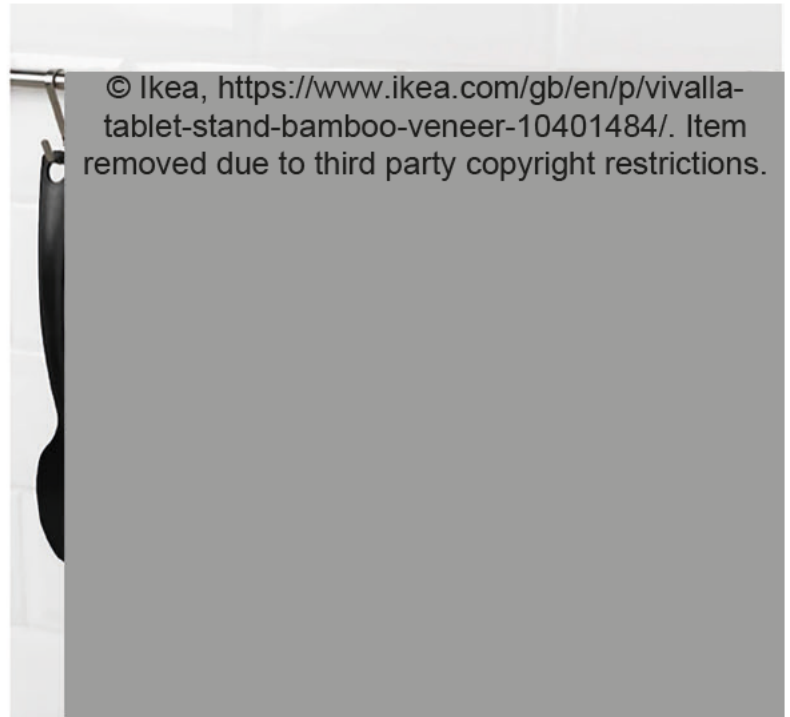 © Ikea, https://www.ikea.com/gb/en/p/vivalla-
tablet-stand-bamboo-veneer-10401484/. Item
removed due to third party copyright restrictions.